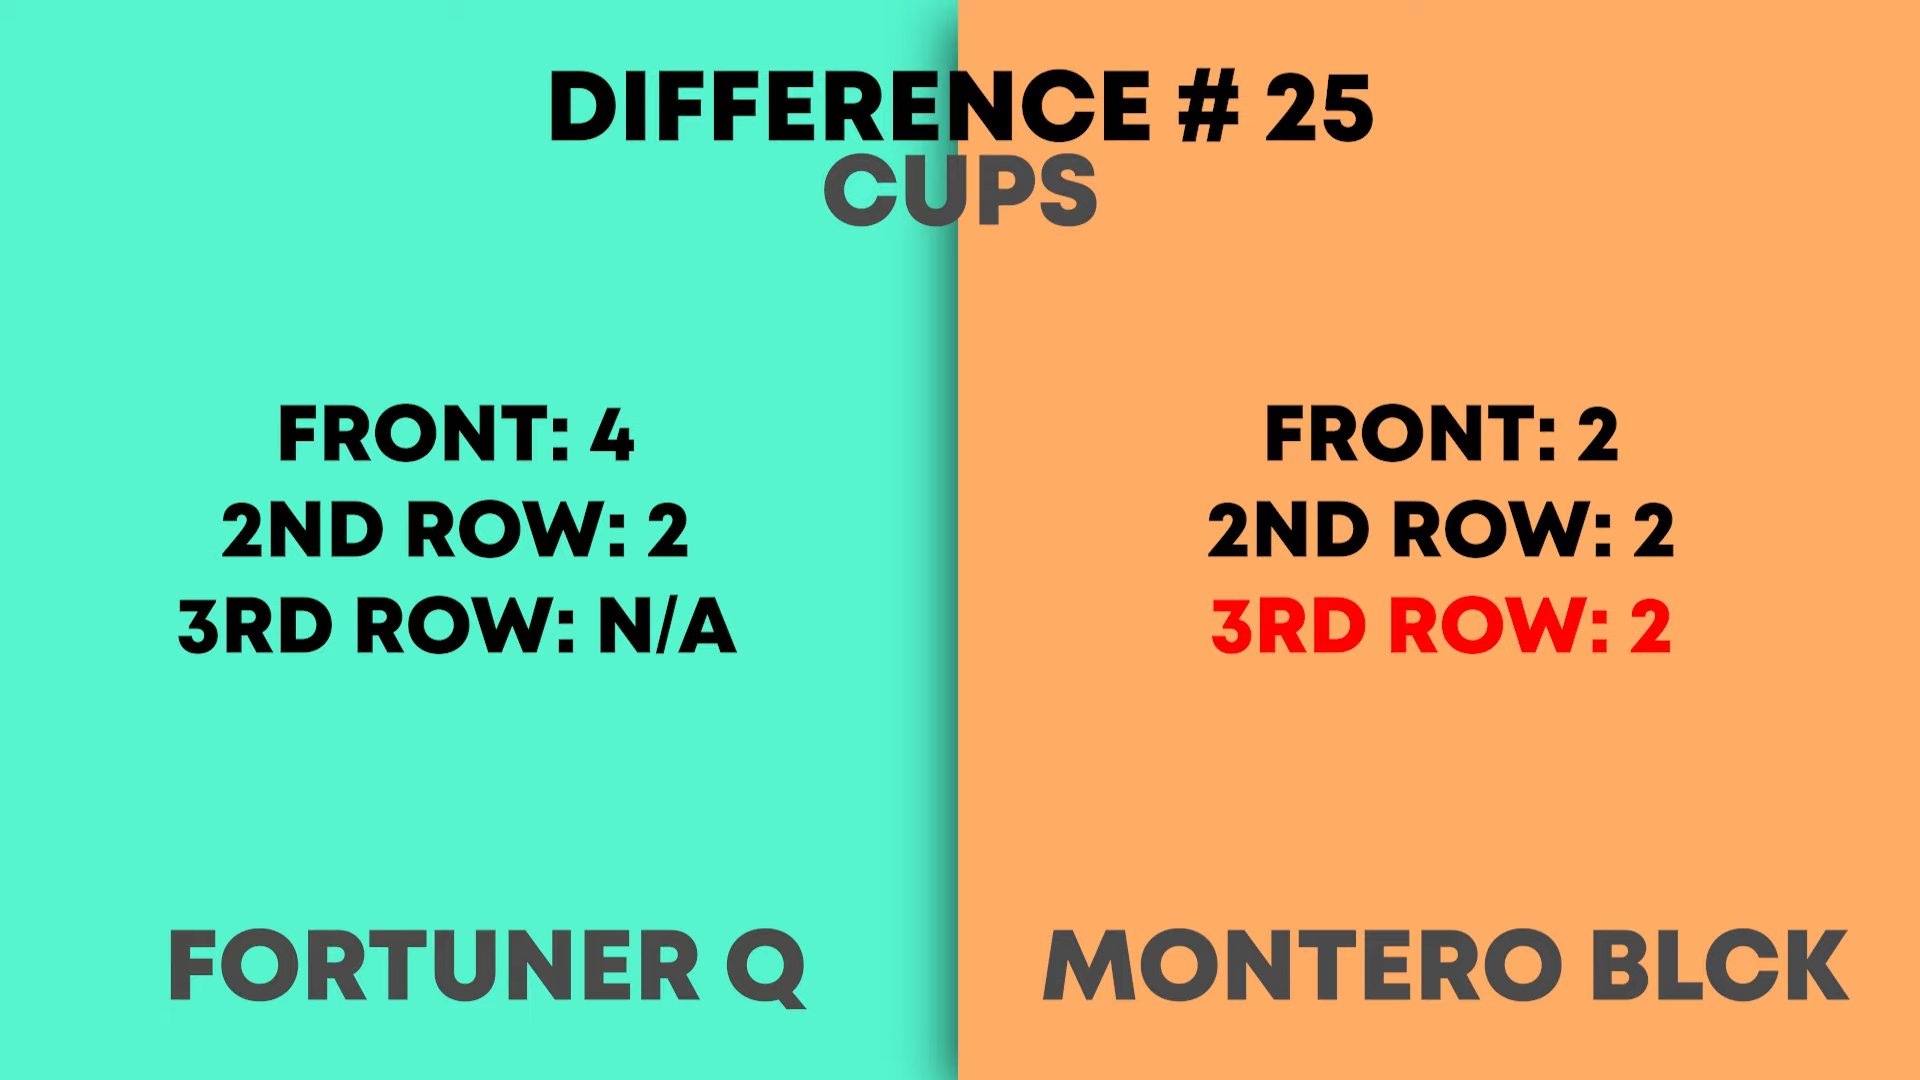 DIFFERENCE # 25
CUPS
FRONT: 4
2ND ROW: 2
3RD ROW: N/A
FORTUNER Q
FRONT: 2
2ND ROW: 2
3RD ROW: 2
MONTERO BLCK